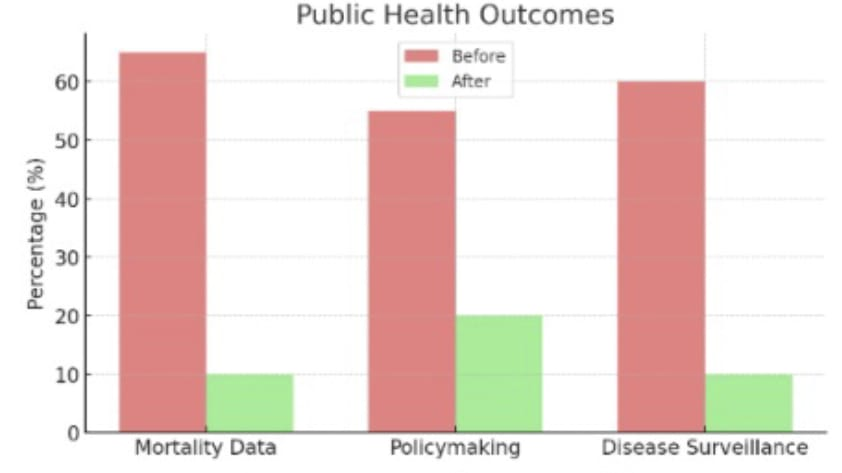 Public Health Outcomes
Before
After
Percentage (%)
60
50
40
30
20
10
0
Mortality Data
Policymaking
Disease Surveillance